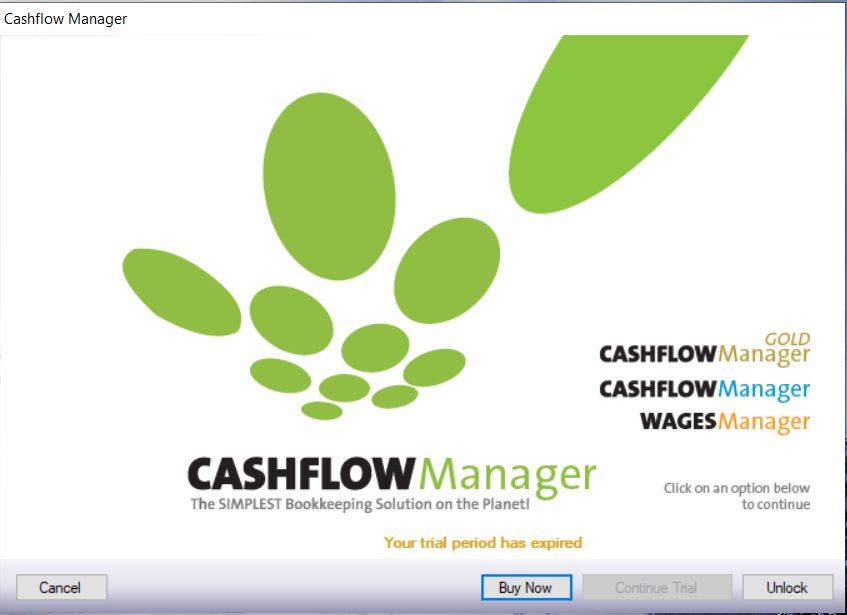 Cashflow Manager
GOLD
CASHFLOWManager
CASHFLOWManager
WAGESManager
CASHFLOWManager
The SIMPLEST Bookkeeping Solution on the Planet!
Click on an option below
to continue
Your trial period has expired
Cancel
Buy Now
Continue Trial
Unlock